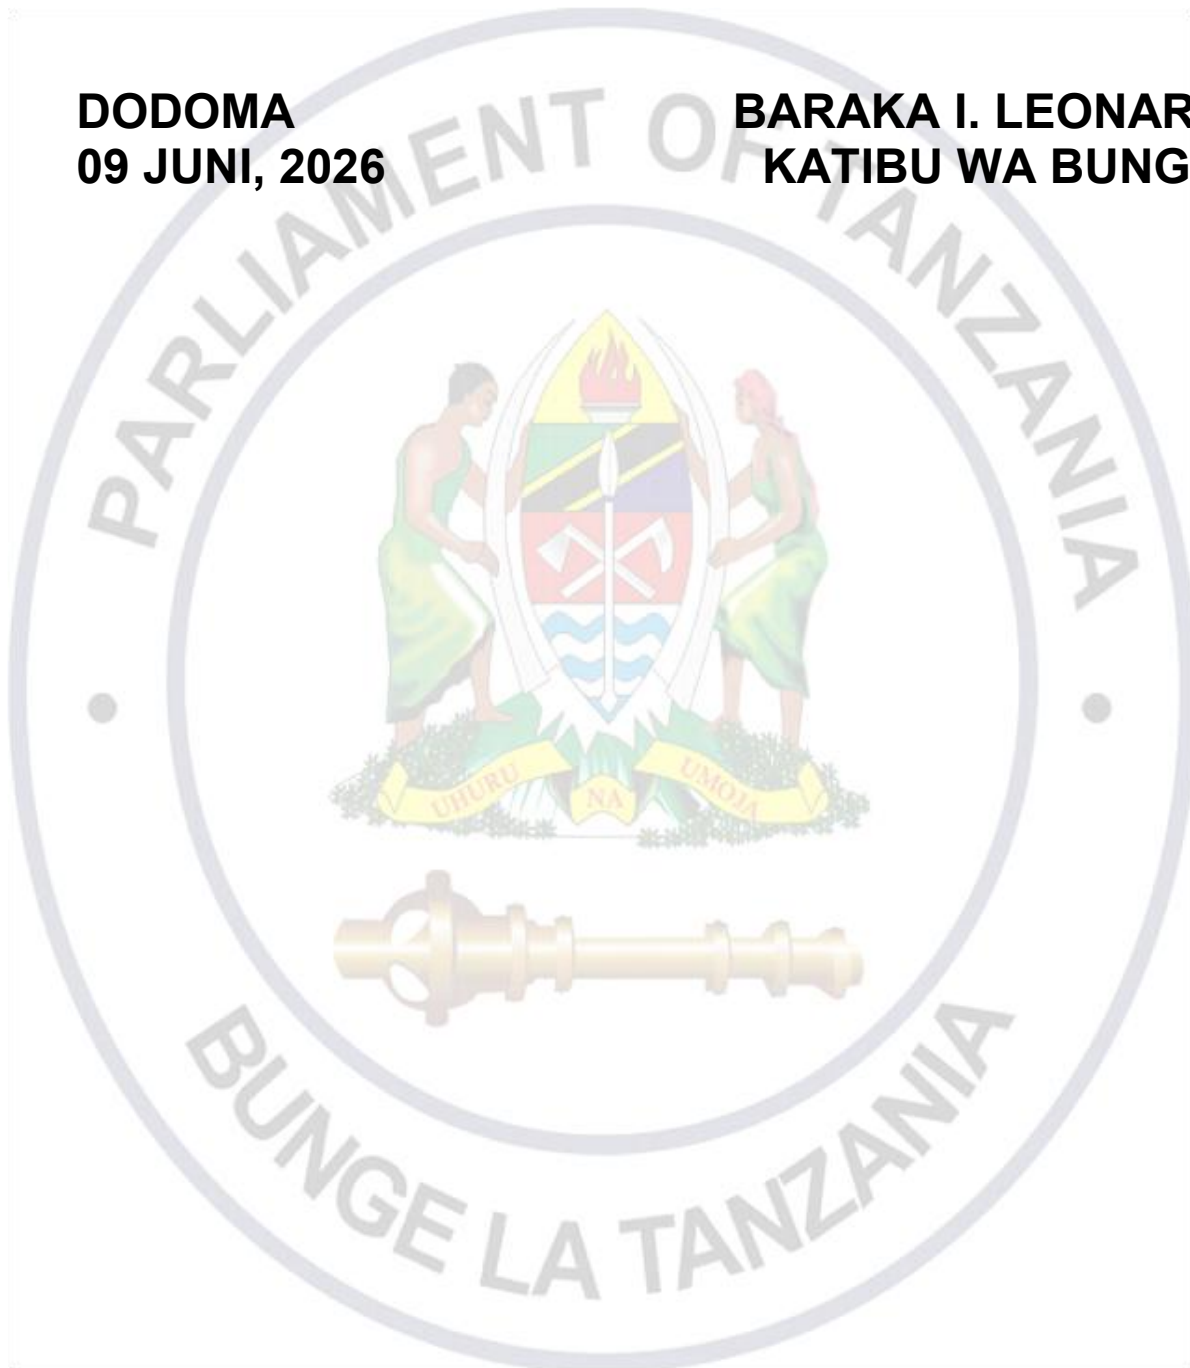 DODOMA BARAKA I. LEONAR
09 JUNI, 2026 KATIBU WA BUNG
PARLIAMENT OF TANZANIA
UHURU NA UMOJA
BUNGE LA TANZANIA